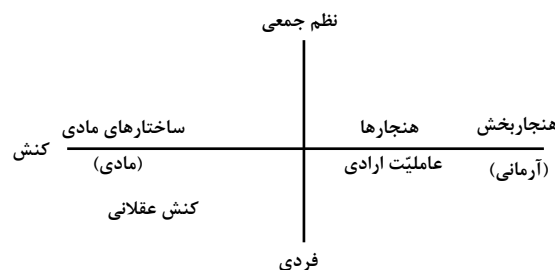 نظم جمعی
هنجاربخش
هنجارها
ساختارهای مادی
کنش
(آرمانی)
عاملیّت ارادی
(مادی)
کنش عقلانی
فردی